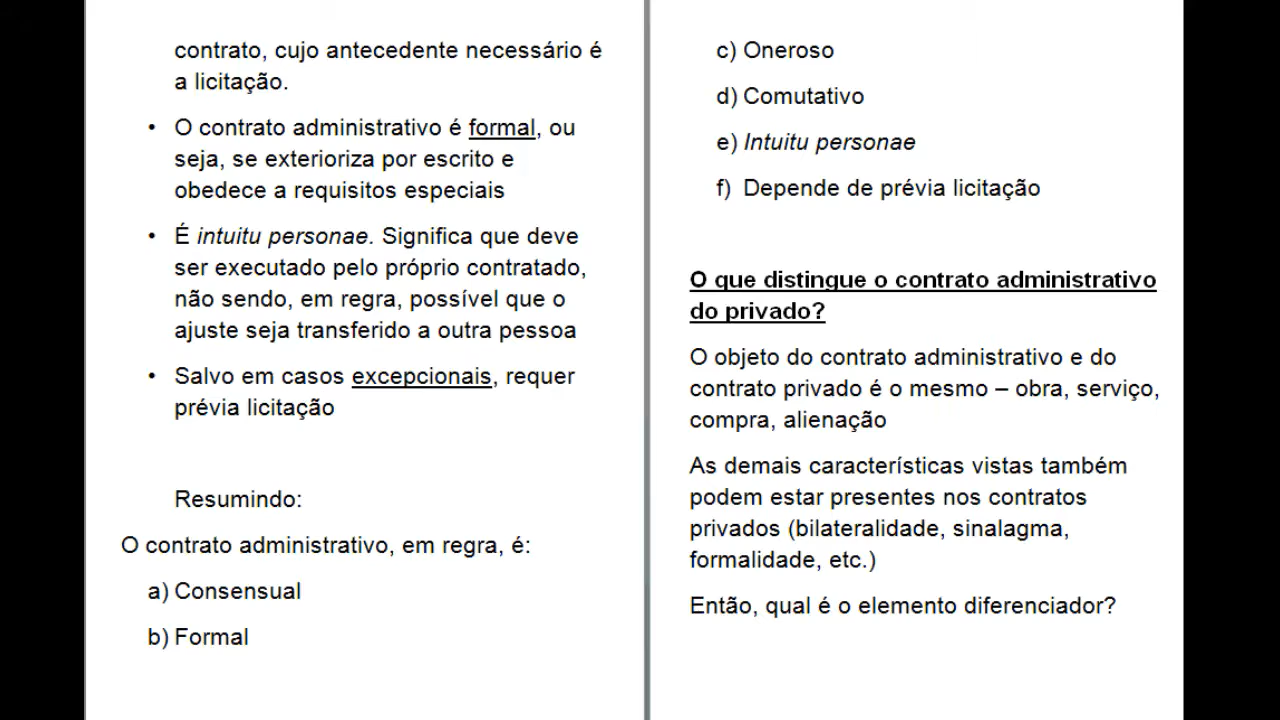 contrato, cujo antecedente necessário é
a licitação.
• O contrato administrativo é formal, ou
seja, se exterioriza por escrito e
obedece a requisitos especiais
• É intuitu personae. Significa que deve
ser executado pelo próprio contratado,
não sendo, em regra, possível que o
ajuste seja transferido a outra pessoa
• Salvo em casos excepcionais, requer
prévia licitação
Resumindo:
O contrato administrativo, em regra, é:
a) Consensual
b) Formal
c) Oneroso
d) Comutativo
e) Intuitu personae
f) Depende de prévia licitação
O que distingue o contrato administrativo
do privado?
O objeto do contrato administrativo e do
contrato privado é o mesmo – obra, serviço,
compra, alienação
As demais características vistas também
podem estar presentes nos contratos
privados (bilateralidade, sinalagma,
formalidade, etc.)
Então, qual é o elemento diferenciador?